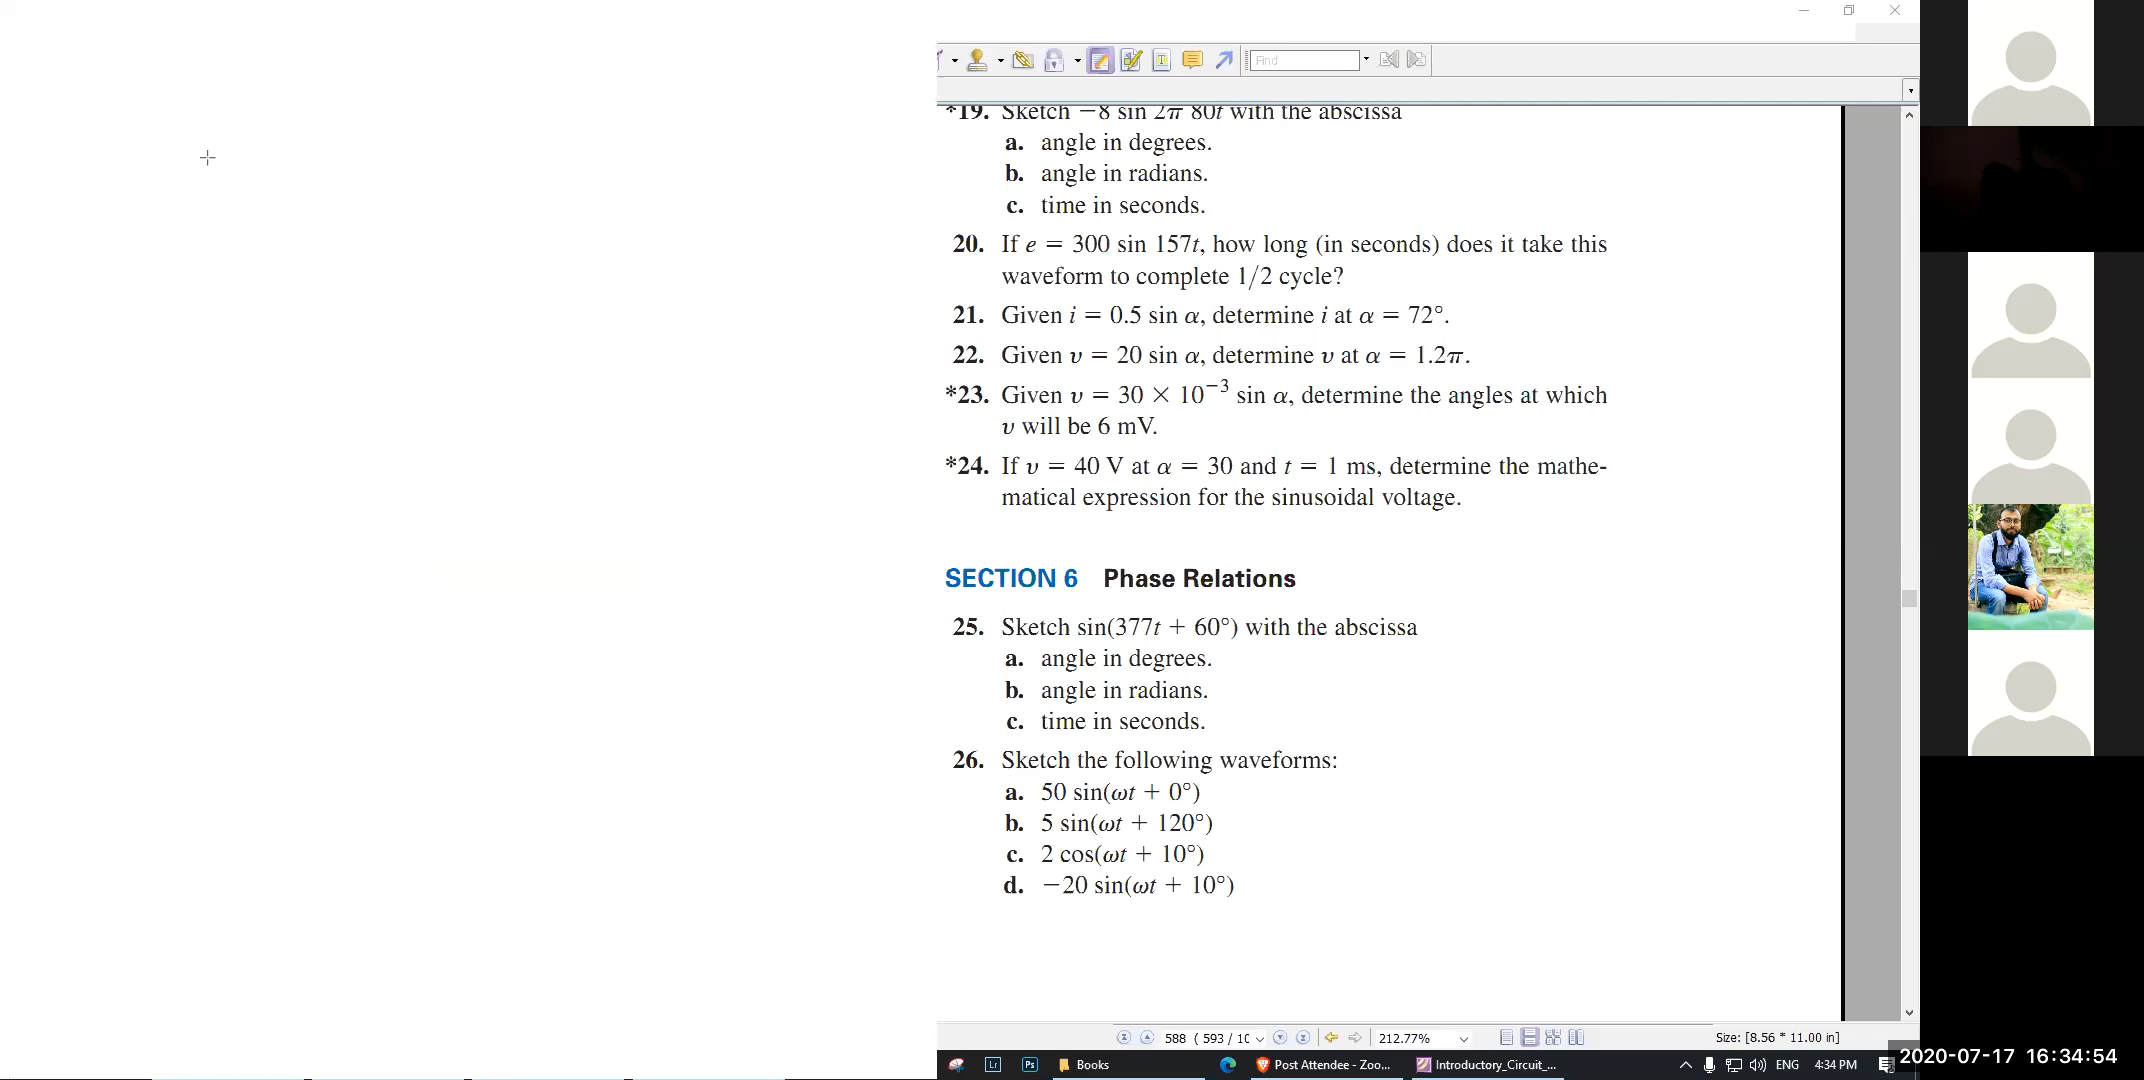 Find
*19. Sketch −8 sin 2π 80t with the abscissa
a. angle in degrees.
b. angle in radians.
c. time in seconds.
20. If e = 300 sin 157t, how long (in seconds) does it take this
waveform to complete 1/2 cycle?
21. Given i = 0.5 sin α, determine i at α = 72°.
22. Given υ = 20 sin α, determine υ at α = 1.2π.
*23. Given υ = 30 × 10⁻³ sin α, determine the angles at which
υ will be 6 mV.
*24. If υ = 40 V at α = 30 and t = 1 ms, determine the mathe-
matical expression for the sinusoidal voltage.
SECTION 6 Phase Relations
25. Sketch sin(377t + 60°) with the abscissa
a. angle in degrees.
b. angle in radians.
c. time in seconds.
26. Sketch the following waveforms:
a. 50 sin(ωt + 0°)
b. 5 sin(ωt + 120°)
c. 2 cos(ωt + 10°)
d. −20 sin(ωt + 10°)
588 ( 593 / 10 212.77% Size: [8.56 * 11.00 in]
Lr Ps Books Post Attendee - Zoo... Introductory_Circuit_... ENG 4:34 PM
2020-07-17 16:34:54